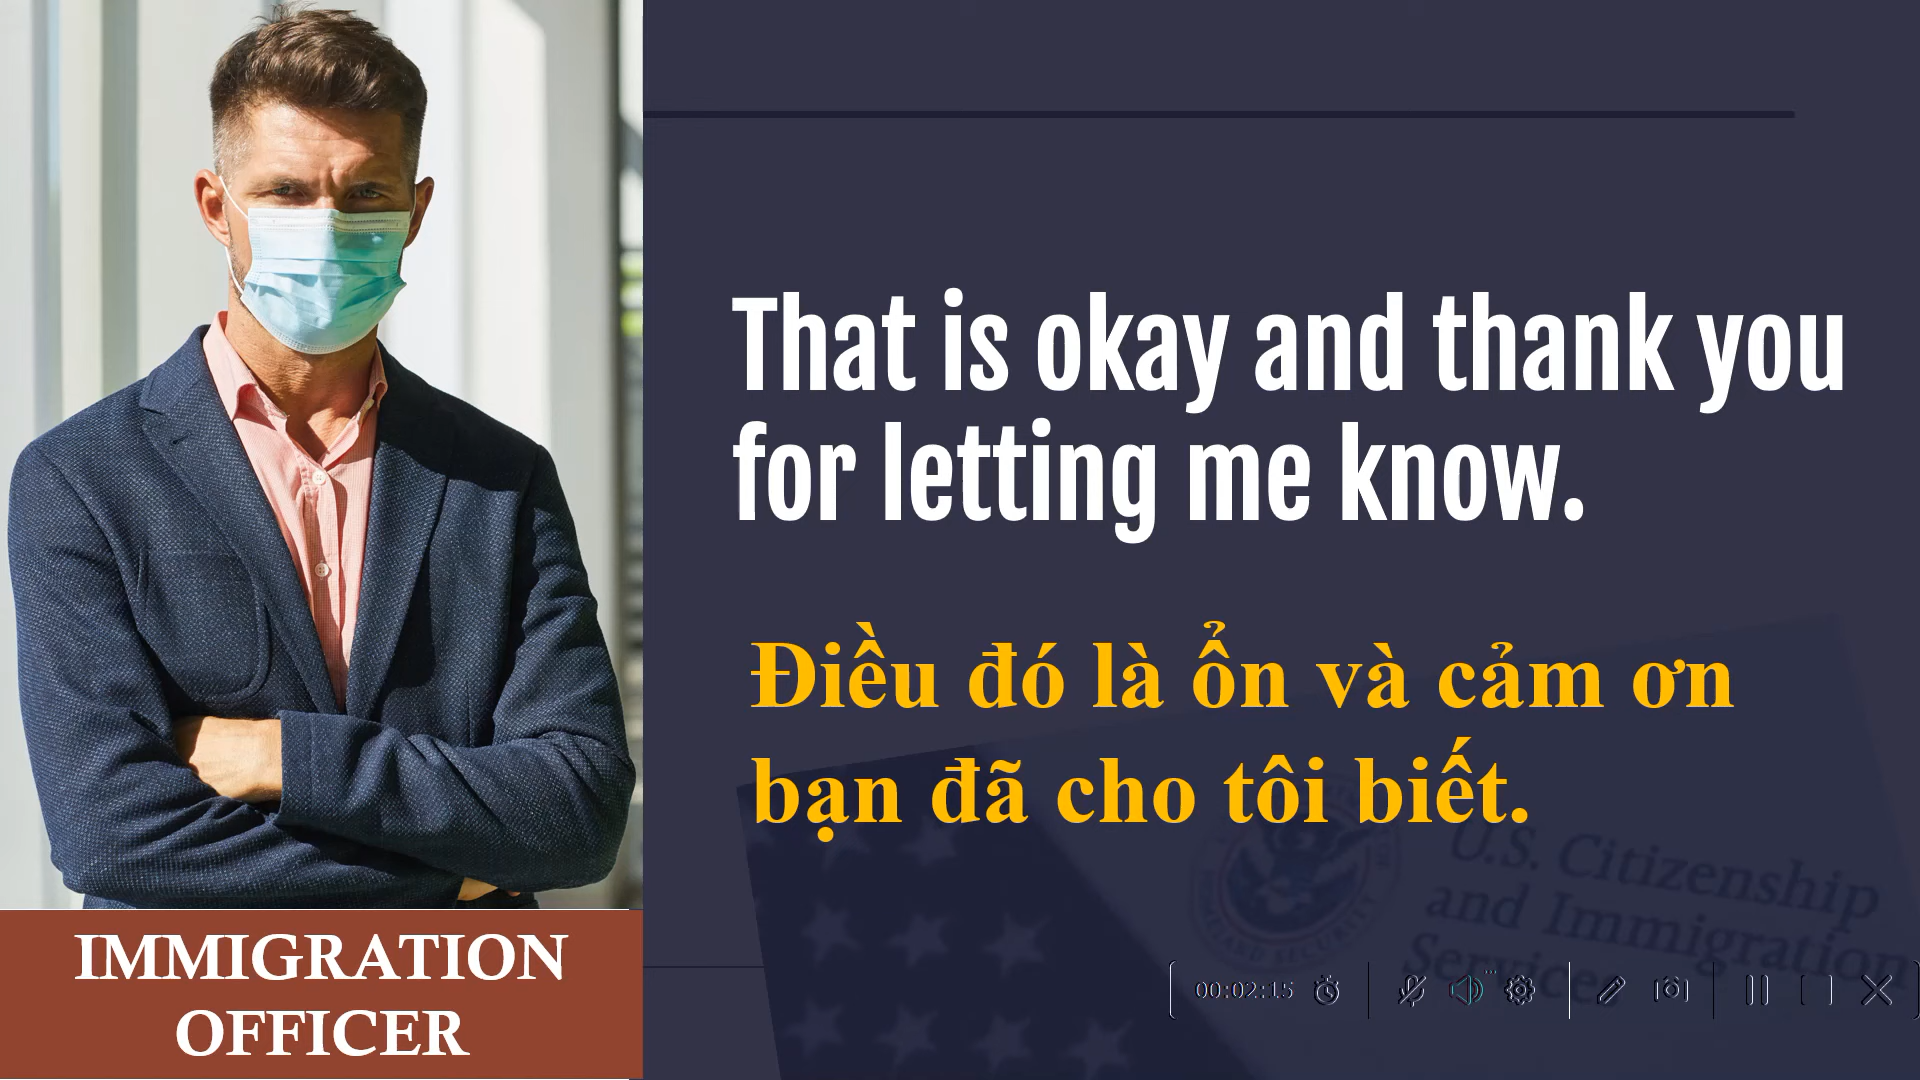 That is okay and thank you
for letting me know.
Điều đó là ổn và cảm ơn
bạn đã cho tôi biết.
U.S. Citizenship
and Immigration
Services
IMMIGRATION
OFFICER
00:02:15